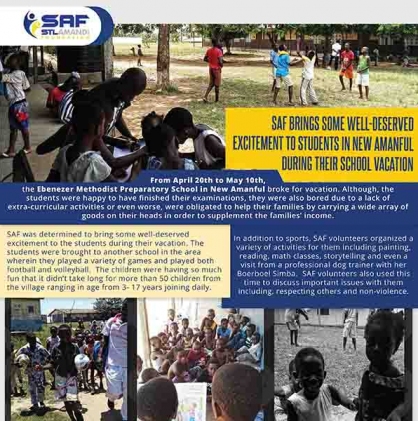 SAF
STLAMANDI
FOUNDATION
SAF BRINGS SOME WELL-DESERVED
EXCITEMENT TO STUDENTS IN NEW AMANFUL
DURING THEIR SCHOOL VACATION
From April 20th to May 10th,
the Ebenezer Methodist Preparatory School in New Amanful broke for vacation. Although, the
students were happy to have finished their examinations, they were also bored due to a lack of
extra-curricular activities or even worse, were obligated to help their families by carrying a wide array of
goods on their heads in order to supplement the families' income.
SAF was determined to bring some well-deserved
excitement to the students during their vacation. The
students were brought to another school in the area
wherein they played a variety of games and played both
football and volleyball. The children were having so much
fun that it didn't take long for more than 50 children from
the village ranging in age from 3- 17 years joining daily.
In addition to sports, SAF volunteers organized a
variety of activities for them including painting,
reading, math classes, storytelling and even a
visit from a professional dog trainer with her
Boerboel Simba. SAF volunteers also used this
time to discuss important issues with them
including, respecting others and non-violence.